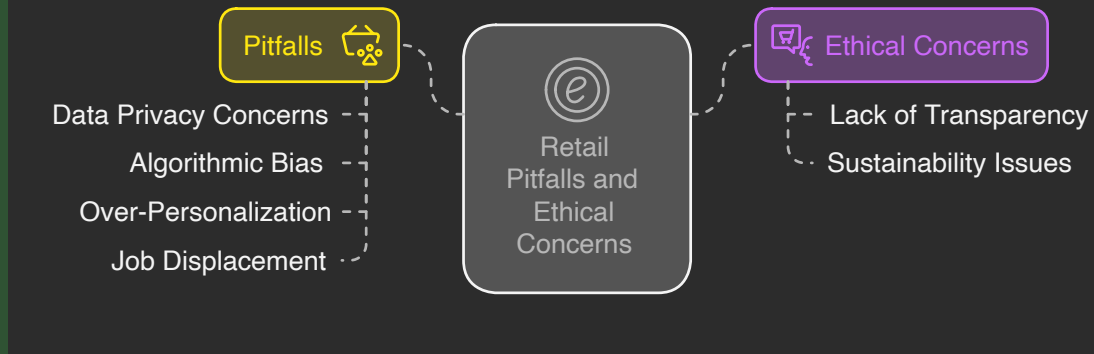 Pitfalls
Data Privacy Concerns
Algorithmic Bias
Over-Personalization
Job Displacement
e
Retail
Pitfalls and
Ethical
Concerns
Ethical Concerns
Lack of Transparency
Sustainability Issues